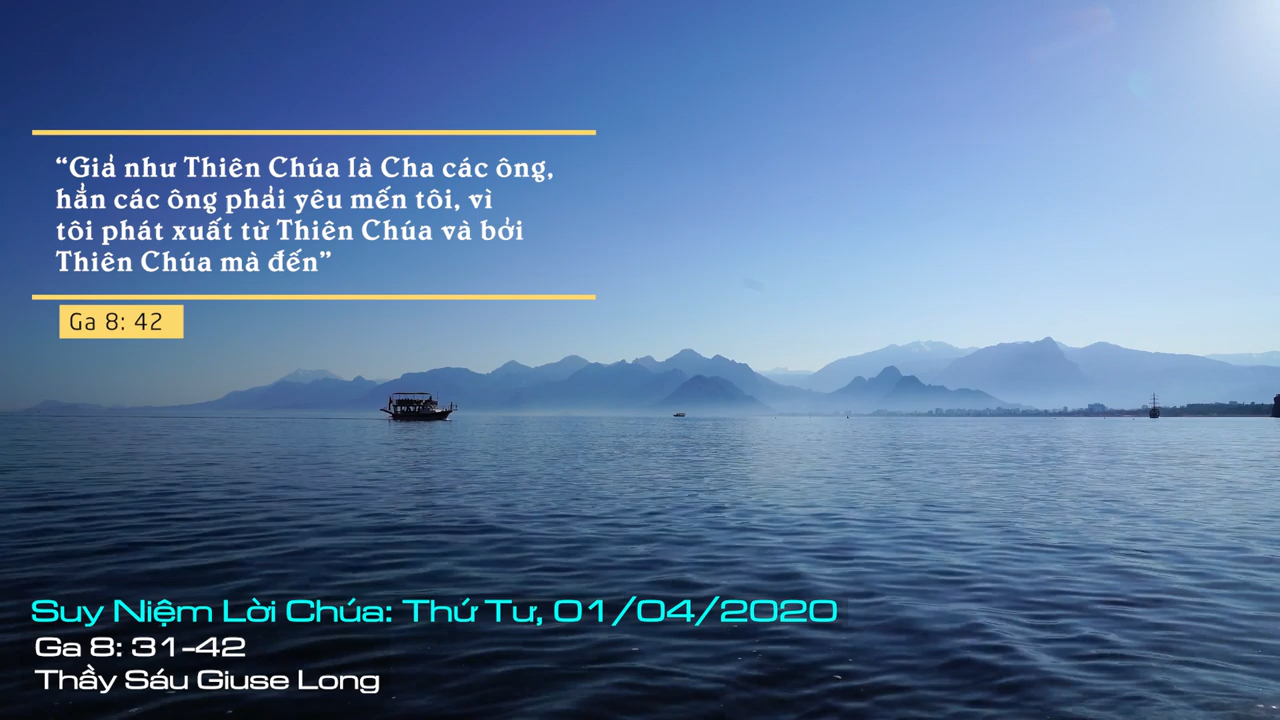 “Giả như Thiên Chúa là Cha các ông,
hẳn các ông phải yêu mến tôi, vì
tôi phát xuất từ Thiên Chúa và bởi
Thiên Chúa mà đến”
Ga 8: 42
Suy Niệm Lời Chúa: Thứ Tư, 01/04/2020
Ga 8: 31-42
Thầy Sáu Giuse Long